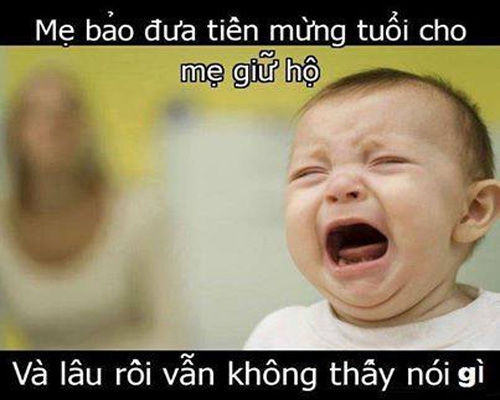 Mẹ bảo đưa tiền mừng tuổi cho
mẹ giữ hộ
Và lâu rồi vẫn không thấy nói gì